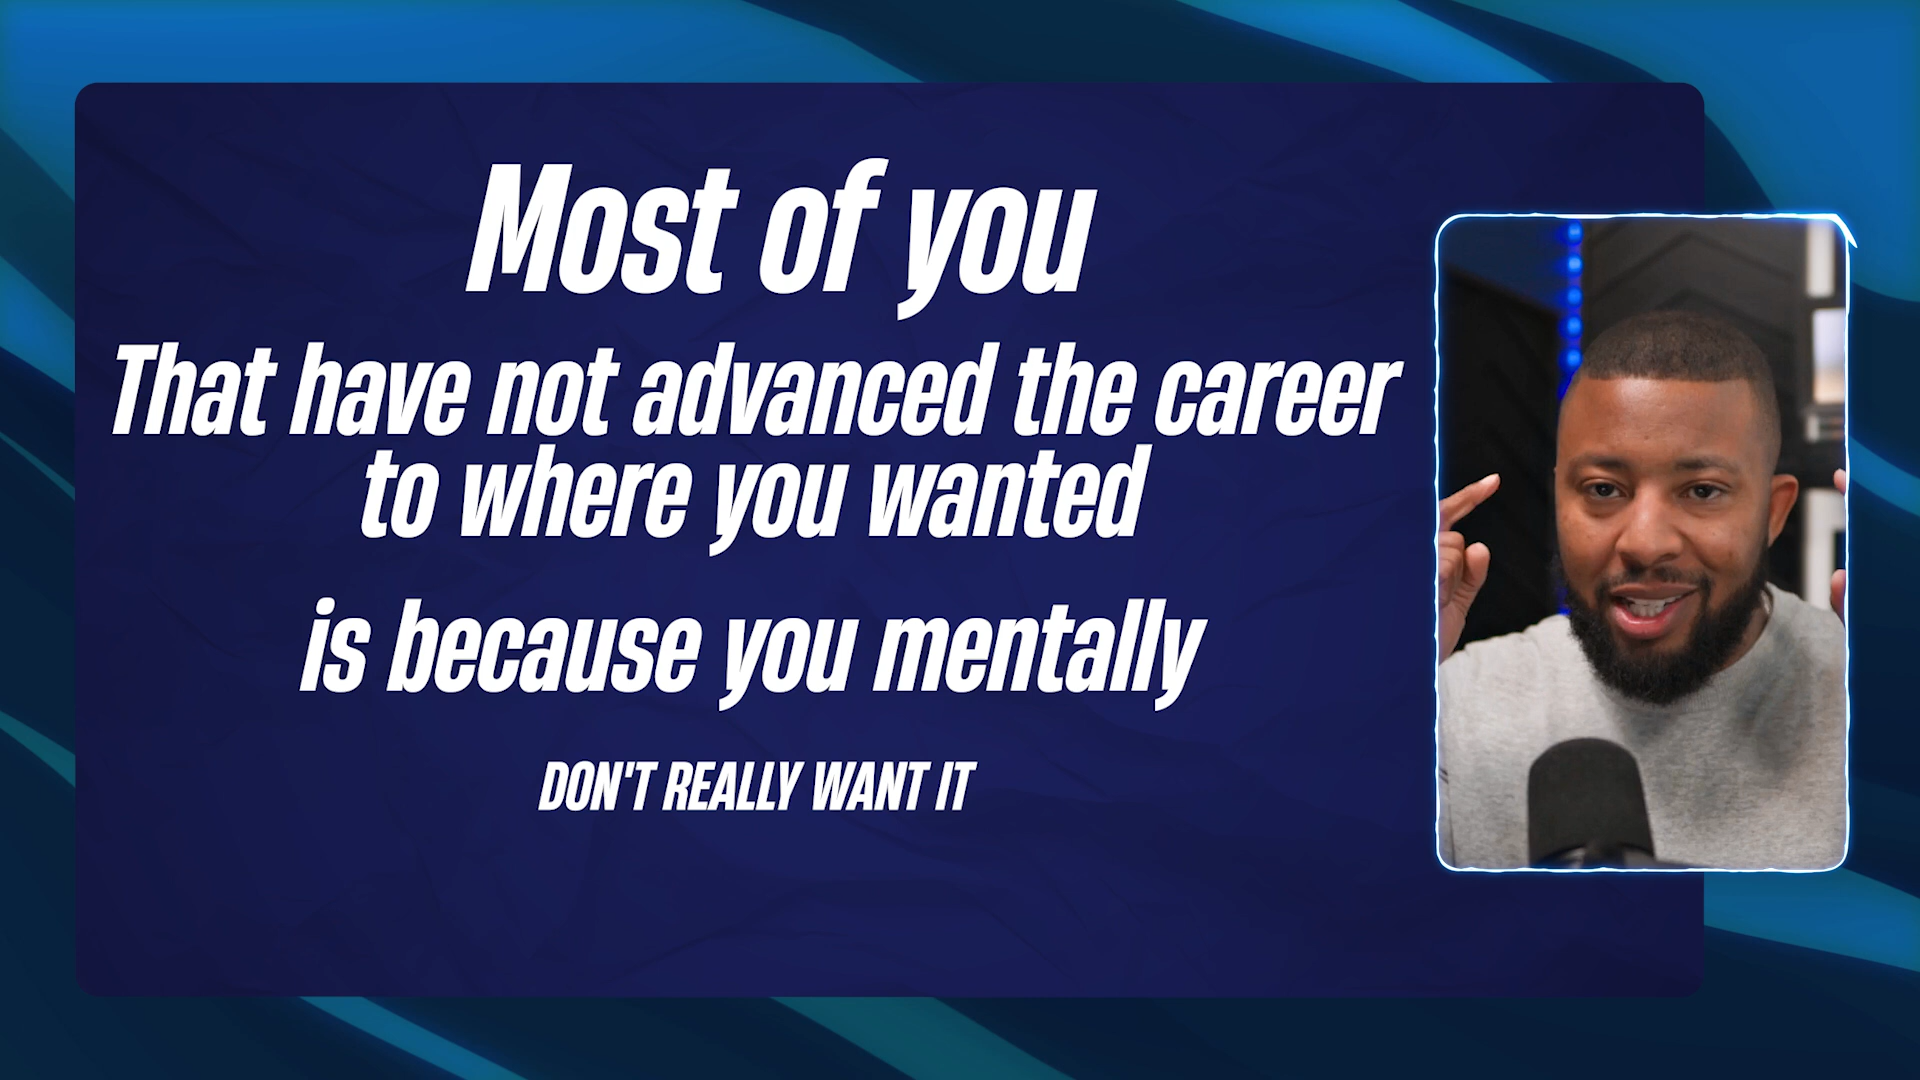 Most of you
That have not advanced the career
to where you wanted
is because you mentally
DON'T REALLY WANT IT